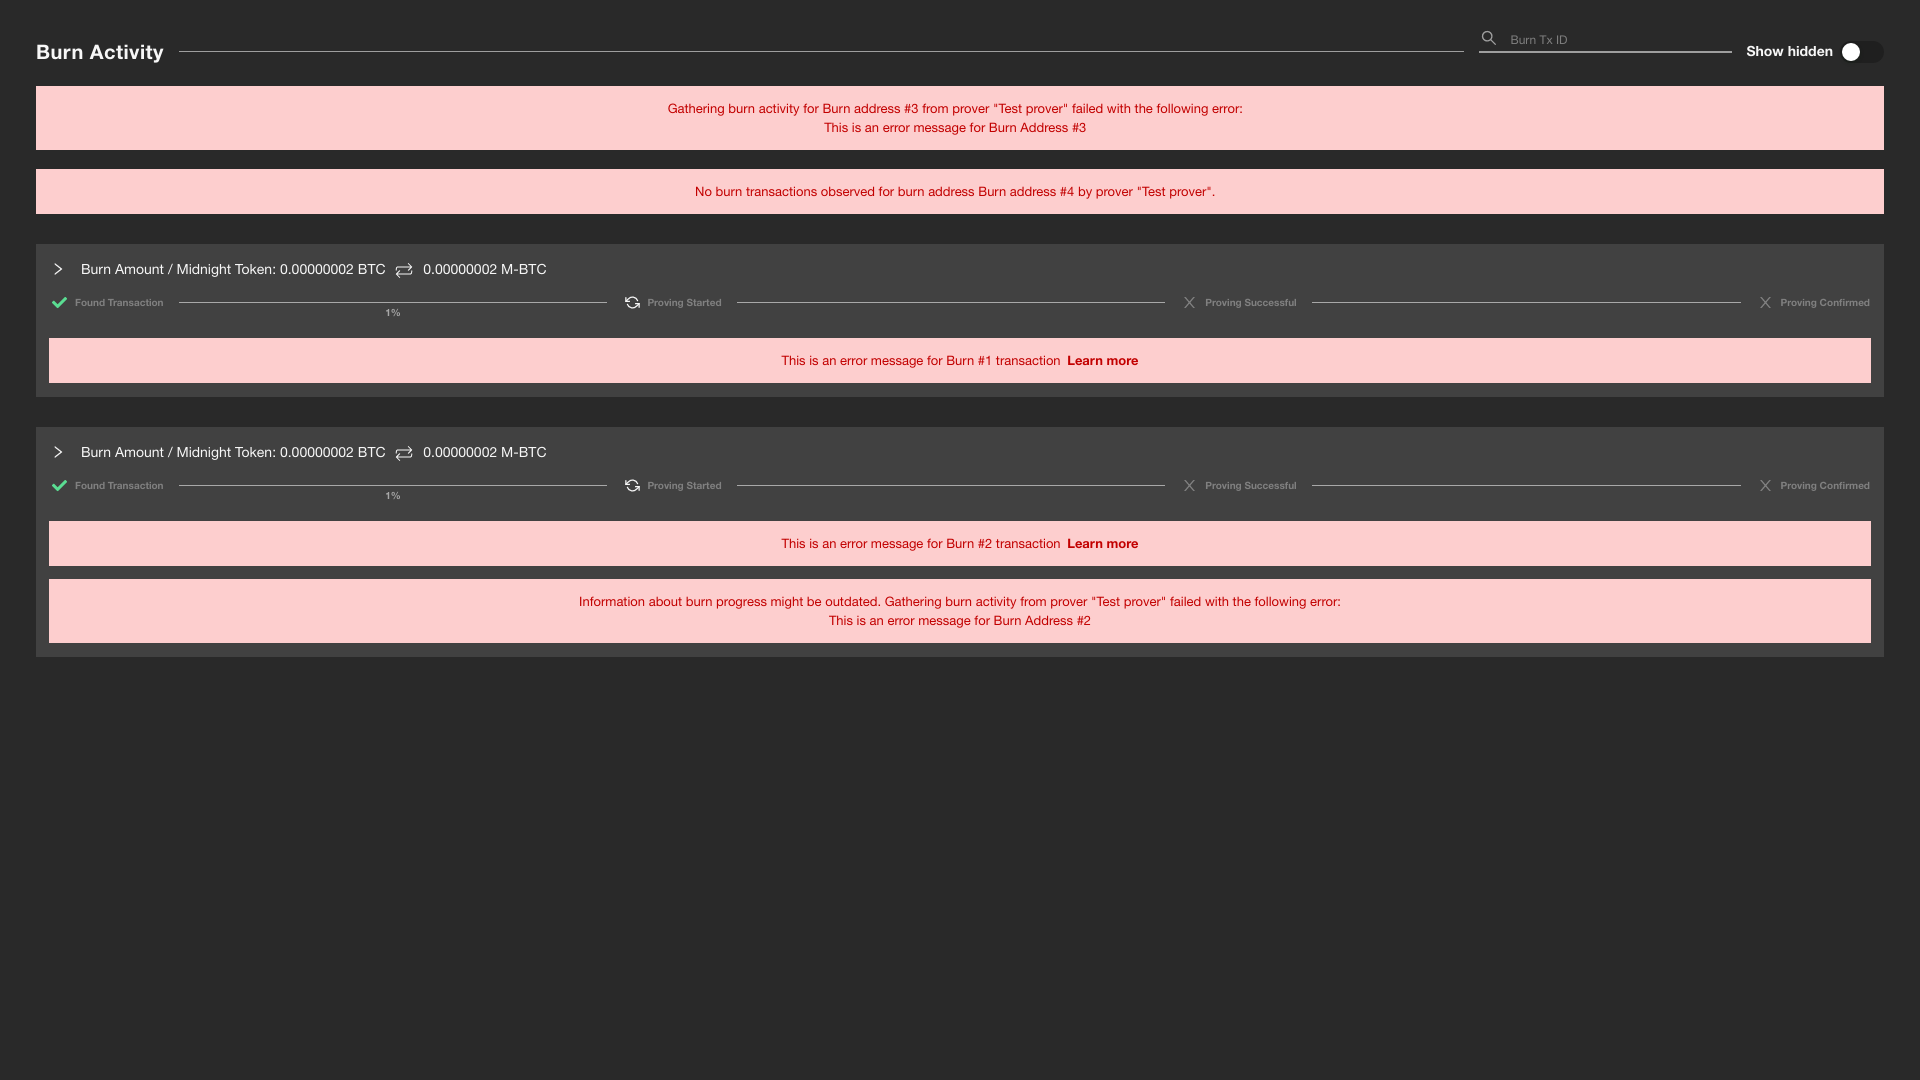 Burn Activity
Burn Tx ID
Show hidden
Gathering burn activity for Burn address #3 from prover "Test prover" failed with the following error:
This is an error message for Burn Address #3
No burn transactions observed for burn address Burn address #4 by prover "Test prover".
Burn Amount / Midnight Token: 0.00000002 BTC 0.00000002 M-BTC
Found Transaction Proving Started Proving Successful Proving Confirmed
1%
This is an error message for Burn #1 transaction Learn more
Burn Amount / Midnight Token: 0.00000002 BTC 0.00000002 M-BTC
Found Transaction Proving Started Proving Successful Proving Confirmed
1%
This is an error message for Burn #2 transaction Learn more
Information about burn progress might be outdated. Gathering burn activity from prover "Test prover" failed with the following error:
This is an error message for Burn Address #2